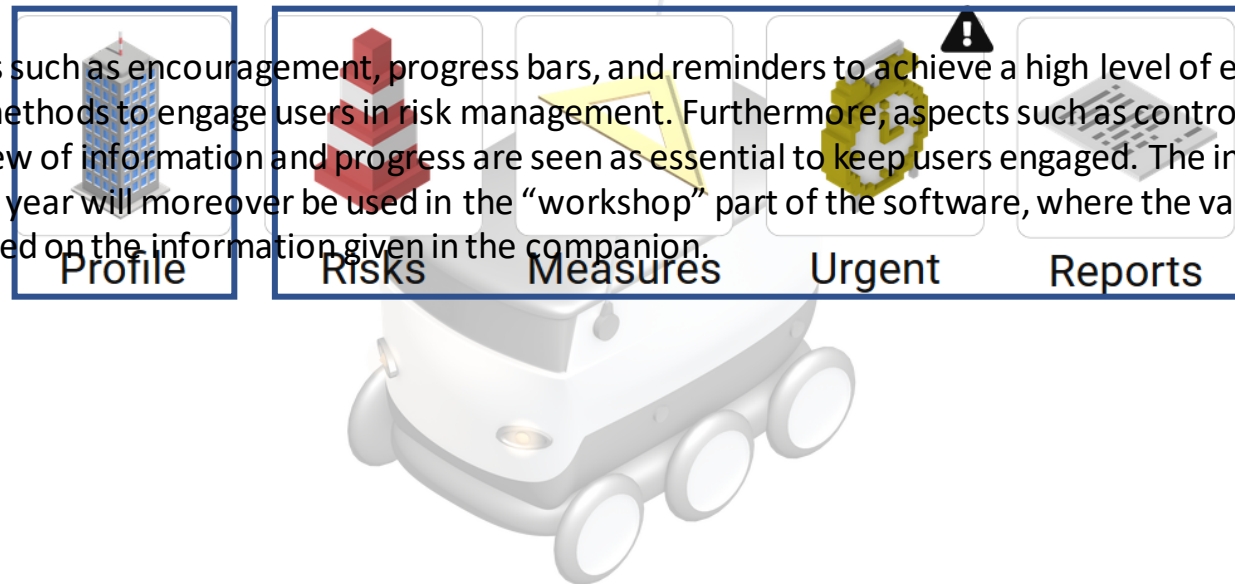 s such as encouragement, progress bars, and reminders to achieve a high level of e
methods to engage users in risk management. Furthermore, aspects such as contro
ew of information and progress are seen as essential to keep users engaged. The in
year will moreover be used in the “workshop” part of the software, where the va
ed on the information given in the companion.
Profile Risks Measures Urgent Reports